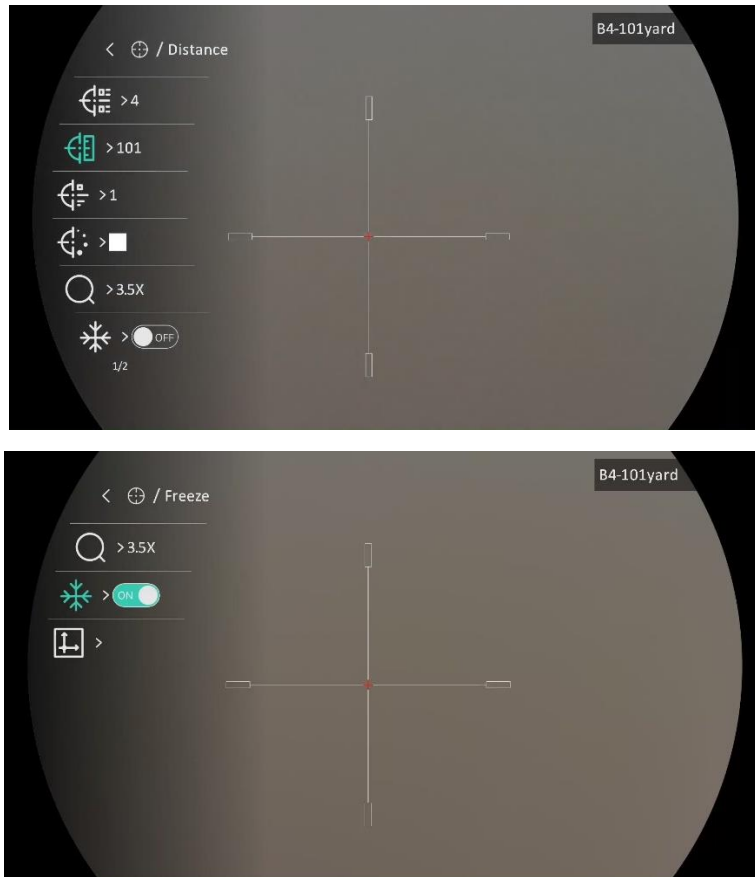 B4-101yard
/ Distance
>4
>101
>1
>
>3.5X
> OFF
1/2
B4-101yard
/ Freeze
>3.5X
> ON
>